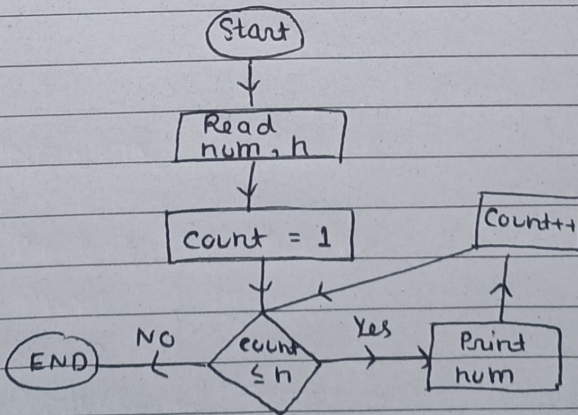 Start
Read
num, n
Count = 1
Count++
NO
Yes
END
count
≤ n
Print
num